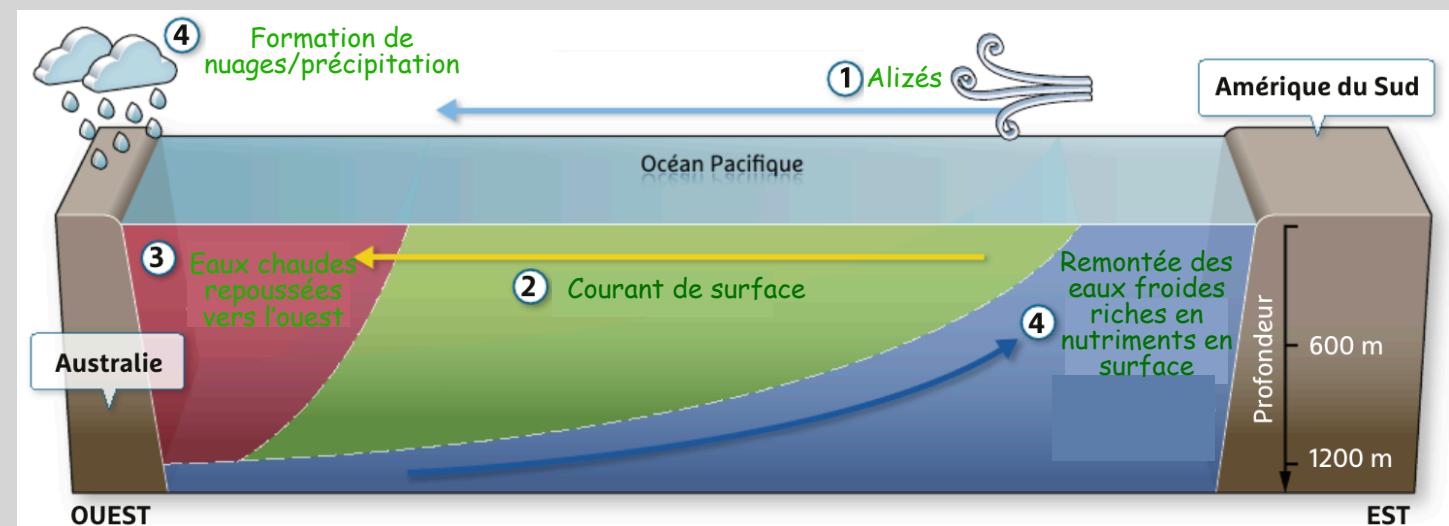 4
Formation de
nuages/précipitation
1 Alizés
Amérique du Sud
Océan Pacifique
3
Eaux chaudes
repoussées
vers l'ouest
2 Courant de surface
4
Remontée des
eaux froides
riches en
nutriments en
surface
Australie
Profondeur
600 m
1200 m
OUEST
EST